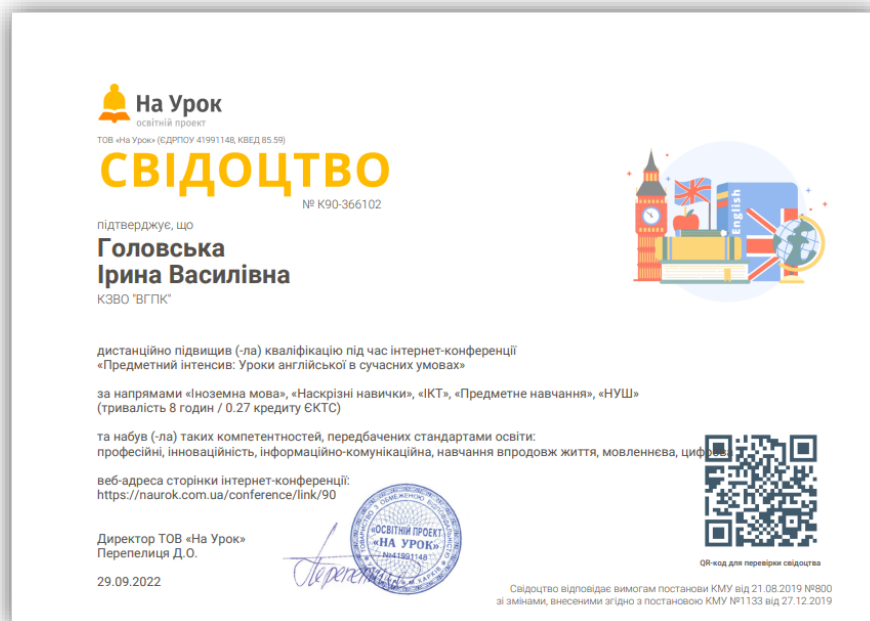 На Урок
освітній проект
ТОВ «На Урок» (ЄДРПОУ 41991148, КВЕД 85.59)
СВІДОЦТВО
№ K90-366102
підтверджує, що
Головська
Ірина Василівна
КЗВО "ВГПК"
English
дистанційно підвищив (-ла) кваліфікацію під час інтернет-конференції
«Предметний інтенсив: Уроки англійської в сучасних умовах»
за напрямами «Іноземна мова», «Наскрізні навички», «ІКТ», «Предметне навчання», «НУШ»
(тривалість 8 годин / 0.27 кредиту ЄКТС)
та набув (-ла) таких компетентностей, передбачених стандартами освіти:
професійні, інноваційність, інформаційно-комунікаційна, навчання впродовж життя, мовленнєва, цифрова
веб-адреса сторінки інтернет-конференції:
https://naurok.com.ua/conference/link/90
Директор ТОВ «На Урок»
Перепелиця Д.О.
29.09.2022
ТОВАРИСТВО З ОБМЕЖЕНОЮ ВІДПОВІДАЛЬНІСТЮ
«ОСВІТНІЙ ПРОЕКТ
«НА УРОК»
№41991148
М. ХАРКІВ
QR-код для перевірки свідоцтва
Свідоцтво відповідає вимогам постанови КМУ від 21.08.2019 №800
зі змінами, внесеними згідно з постановою КМУ №1133 від 27.12.2019